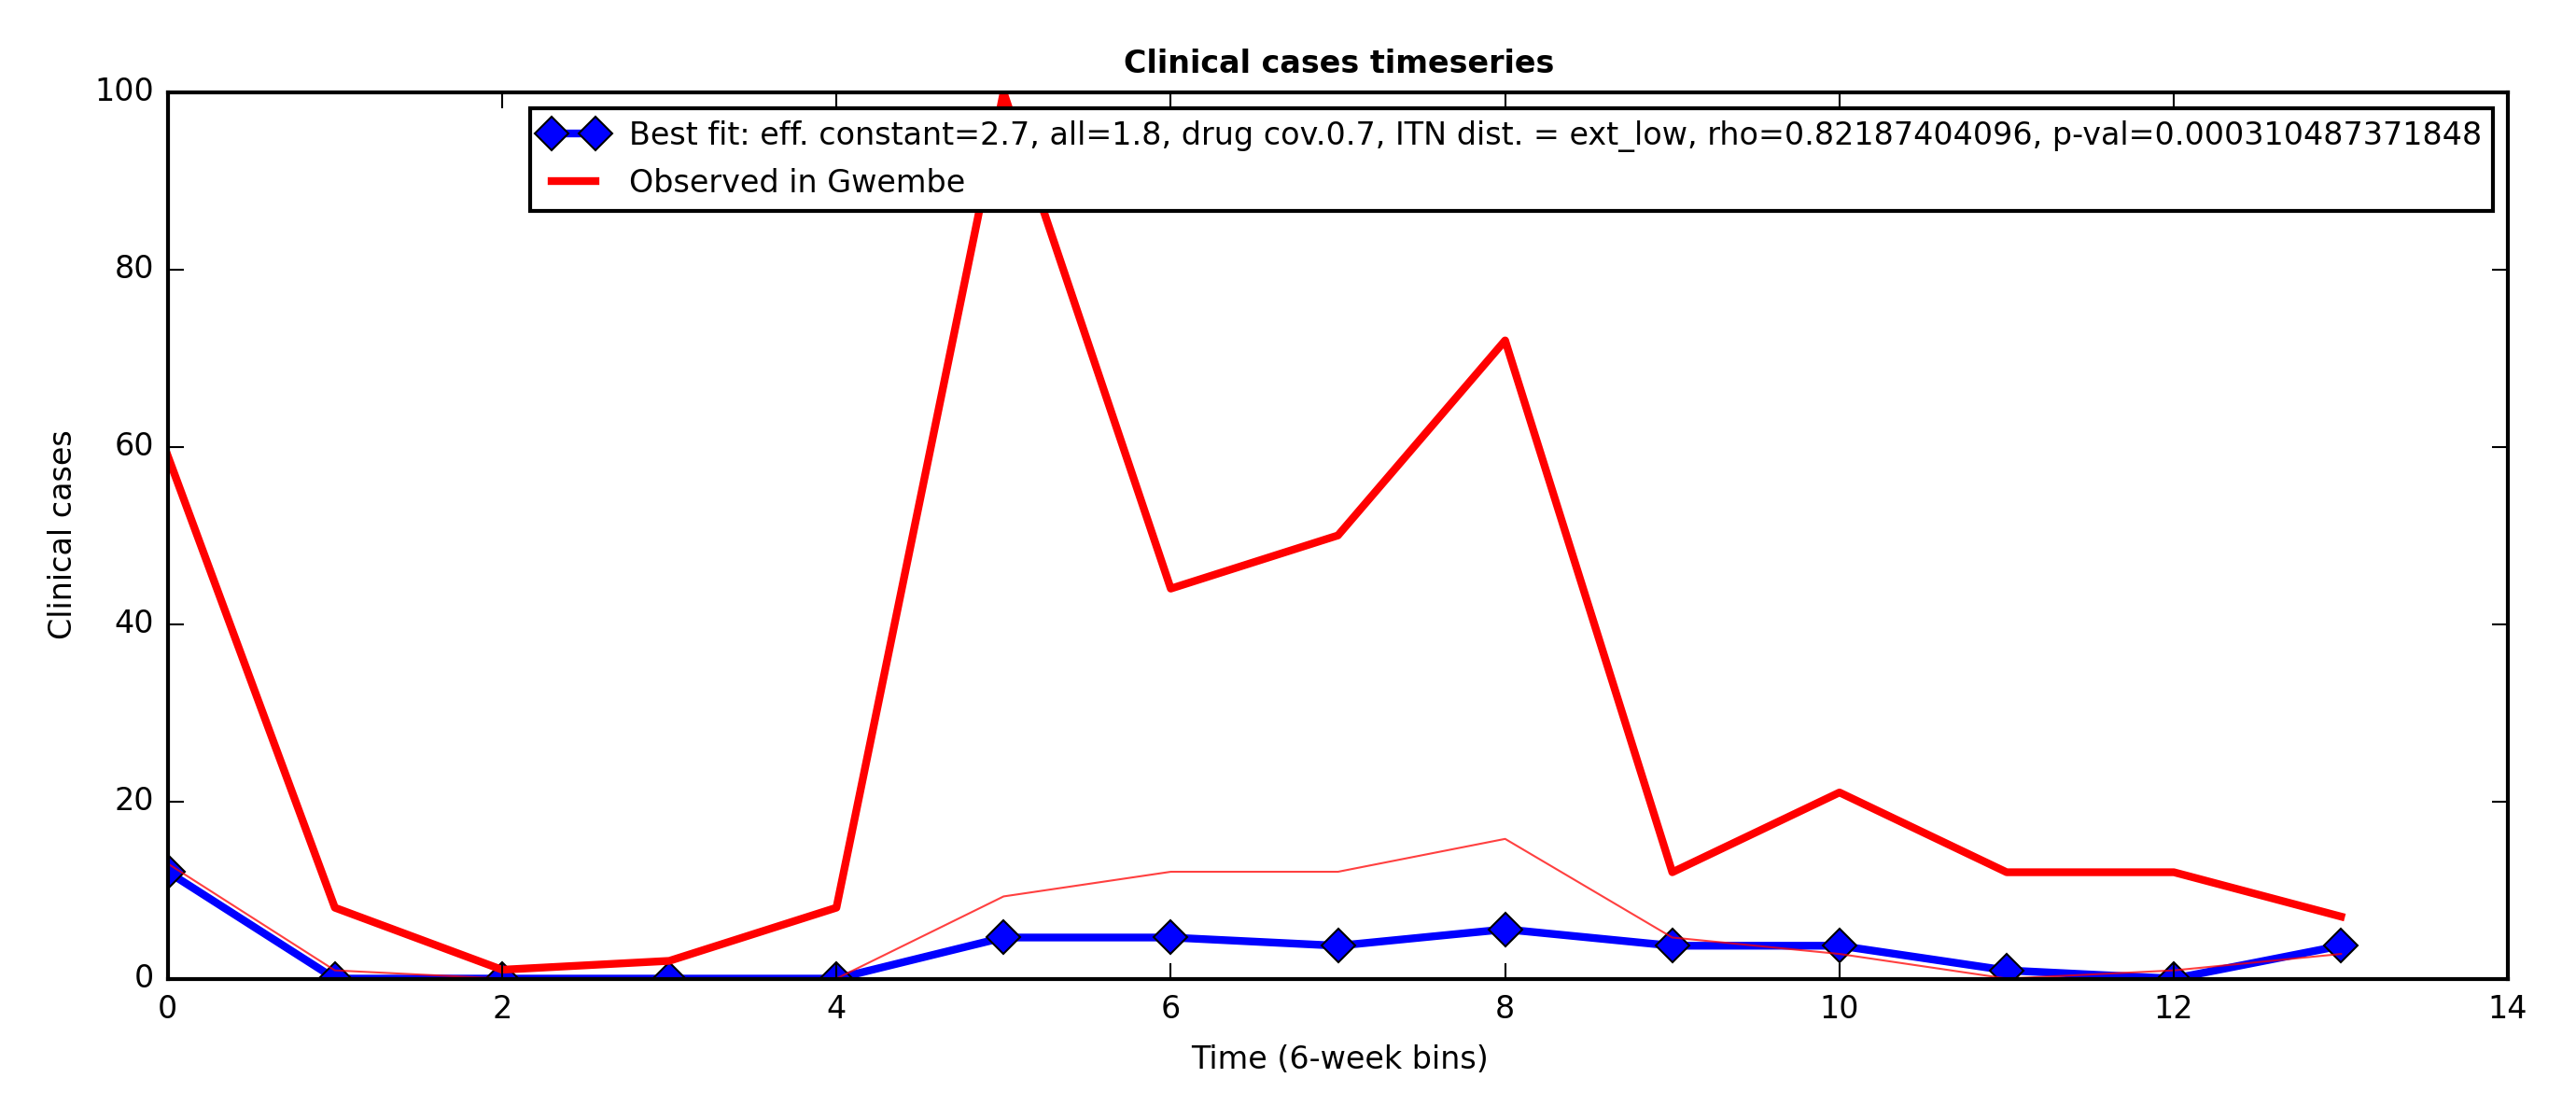 Clinical cases timeseries
100
80
60
40
20
0
Clinical cases
Best fit: eff. constant=2.7, all=1.8, drug cov.0.7, ITN dist. = ext_low, rho=0.82187404096, p-val=0.000310487371848
Observed in Gwembe
0 2 4 6 8 10 12 14
Time (6-week bins)